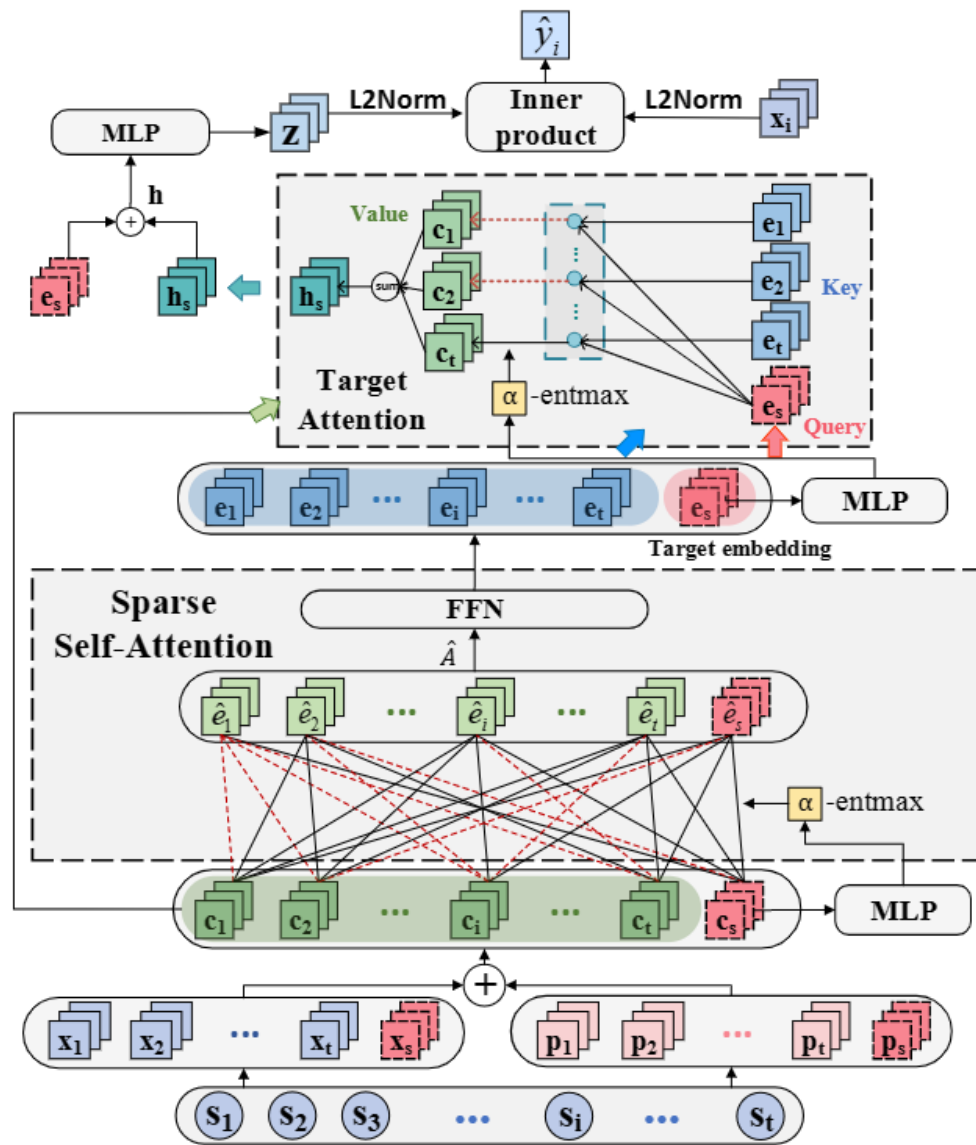 ŷᵢ
L2Norm Inner product L2Norm
MLP z xᵢ
h
+
eₛ hₛ
Value c₁ e₁
hₛ sum c₂ e₂ Key
cₜ eₜ
Target Attention α -entmax eₛ Query
e₁ e₂ ... eᵢ ... eₜ eₛ MLP
Target embedding
Sparse
Self-Attention
FFN
Â
ê₁ ê₂ ... êᵢ ... êₜ êₛ
α -entmax
c₁ c₂ ... cᵢ ... cₜ cₛ MLP
+
x₁ x₂ ... xₜ xₛ p₁ p₂ ... pₜ pₛ
s₁ s₂ s₃ ... sᵢ ... sₜ